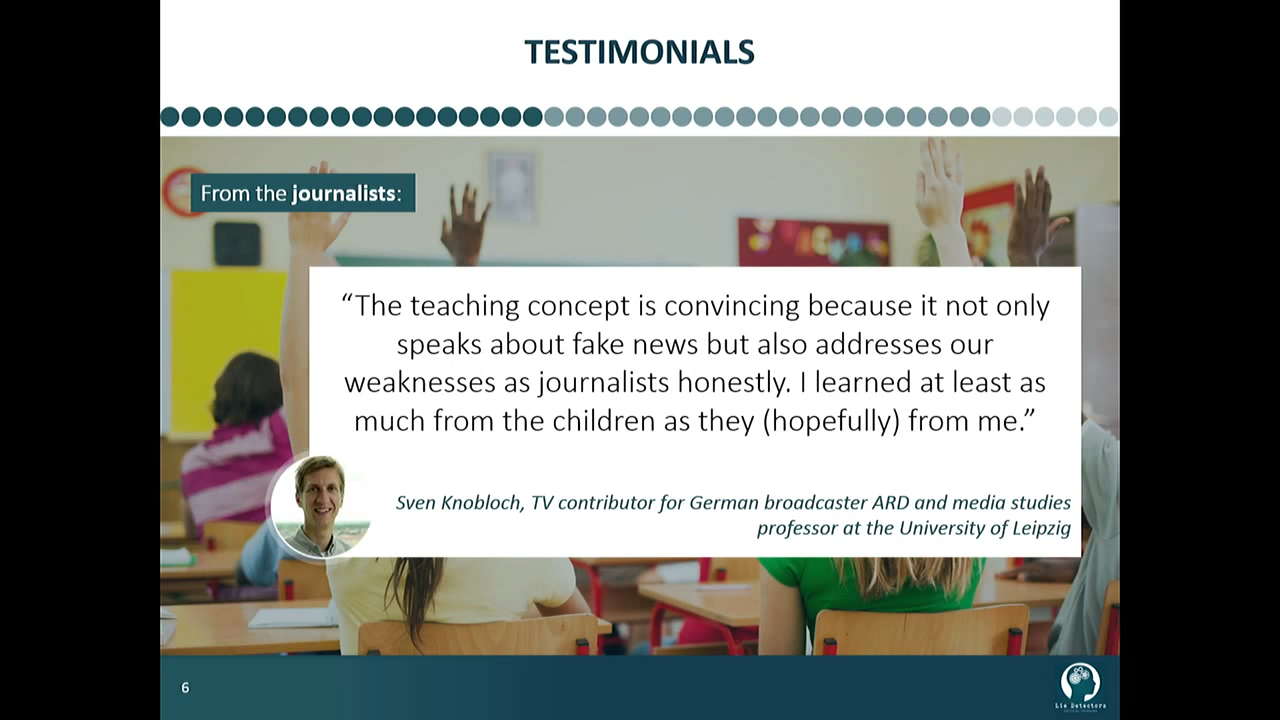 TESTIMONIALS
From the journalists:
“The teaching concept is convincing because it not only
speaks about fake news but also addresses our
weaknesses as journalists honestly. I learned at least as
much from the children as they (hopefully) from me.”
Sven Knobloch, TV contributor for German broadcaster ARD and media studies
professor at the University of Leipzig
6
Lie Detectors